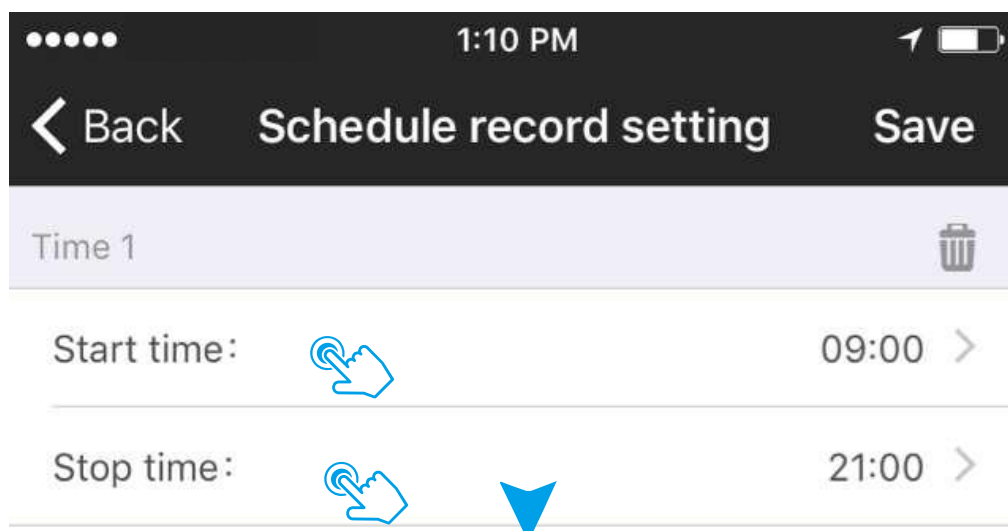 1:10 PM
Back Schedule record setting Save
Time 1
Start time: 09:00
Stop time: 21:00